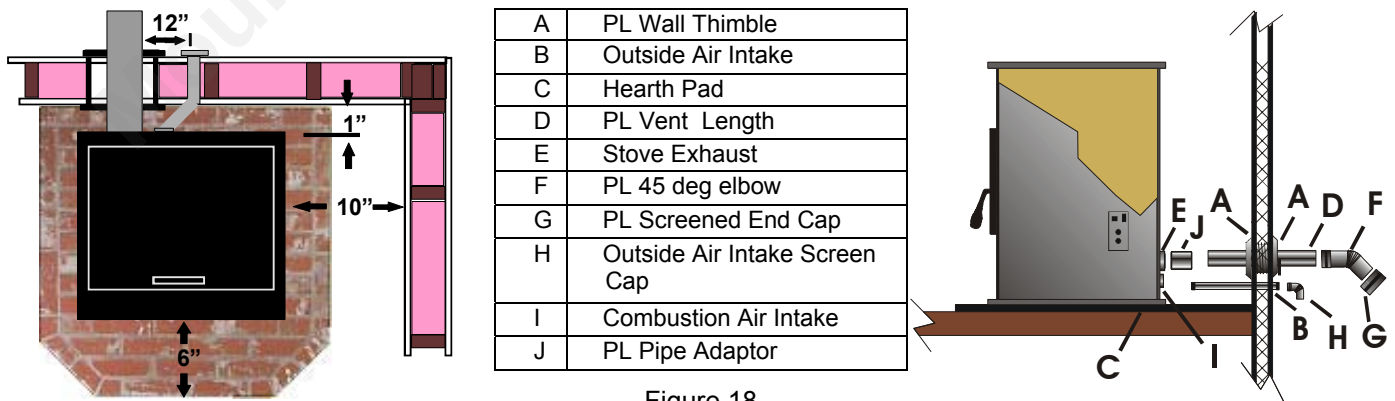 12”
1”
10”
6”
A PL Wall Thimble
B Outside Air Intake
C Hearth Pad
D PL Vent Length
E Stove Exhaust
F PL 45 deg elbow
G PL Screened End Cap
H Outside Air Intake Screen
Cap
I Combustion Air Intake
J PL Pipe Adaptor
Figure 18
E J A A D F
B H G
C I